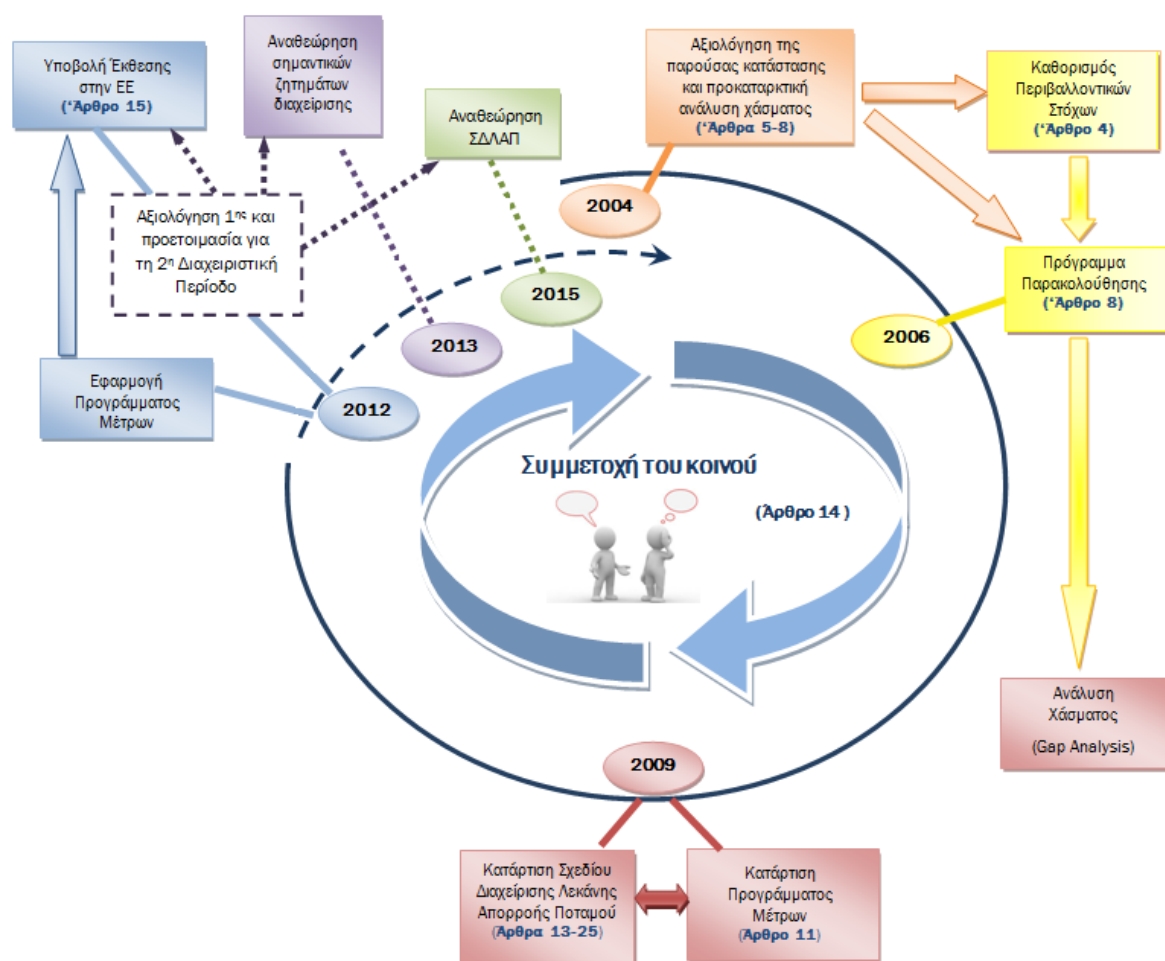 Υποβολή Έκθεσης
στην ΕΕ
(‘Άρθρο 15)
Αναθεώρηση
σημαντικών
ζητημάτων
διαχείρισης
Αναθεώρηση
ΣΔΛΑΠ
Αξιολόγηση της
παρούσας κατάστασης
και προκαταρκτική
ανάλυση χάσματος
(‘Άρθρα 5-8)
Καθορισμός
Περιβαλλοντικών
Στόχων
(‘Άρθρο 4)
Αξιολόγηση 1ης και
προετοιμασία για
τη 2η Διαχειριστική
Περίοδο
2004
2015
2013
2012
2006
Πρόγραμμα
Παρακολούθησης
(‘Άρθρο 8)
Εφαρμογή
Προγράμματος
Μέτρων
Συμμετοχή του κοινού
(Άρθρο 14 )
Ανάλυση
Χάσματος
(Gap Analysis)
2009
Κατάρτιση Σχεδίου
Διαχείρισης Λεκάνης
Απορροής Ποταμού
(Άρθρα 13-25)
Κατάρτιση
Προγράμματος
Μέτρων
(Άρθρο 11)